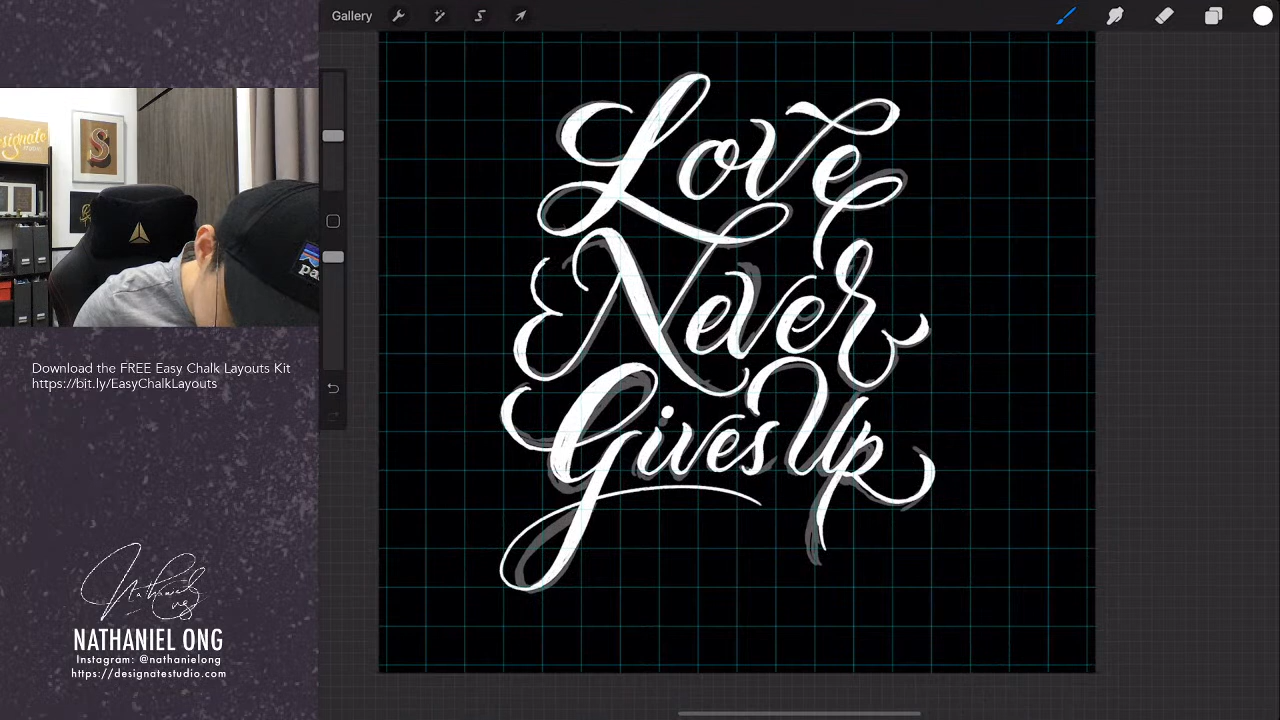 Gallery
Love
Never
Gives Up
Download the FREE Easy Chalk Layouts Kit
https://bit.ly/EasyChalkLayouts
NATHANIEL ONG
Instagram: @nathanielong
https://designatestudio.com
S